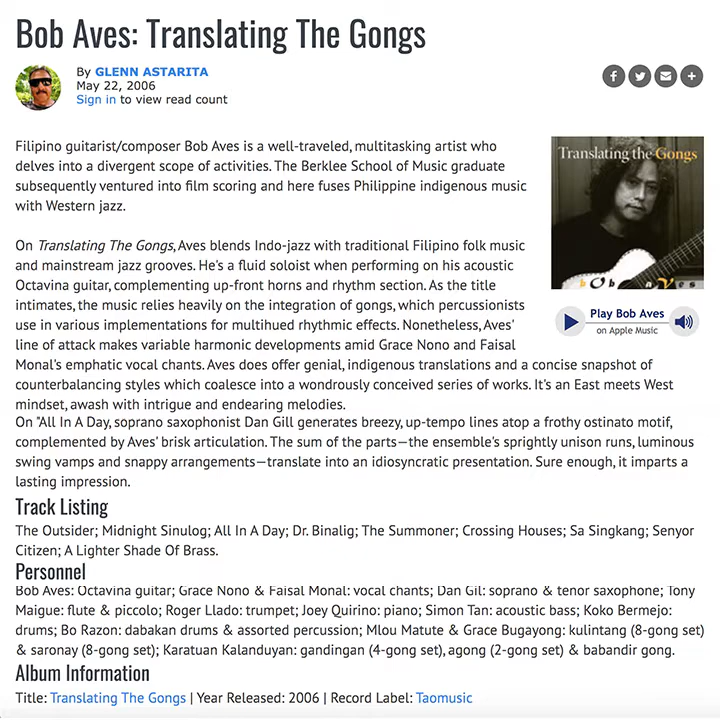 Bob Aves: Translating The Gongs
By GLENN ASTARITA
May 22, 2006
Sign in to view read count
Filipino guitarist/composer Bob Aves is a well-traveled, multitasking artist who
delves into a divergent scope of activities. The Berklee School of Music graduate
subsequently ventured into film scoring and here fuses Philippine indigenous music
with Western jazz.
Translating the Gongs
bOb aves
Play Bob Aves
on Apple Music
On Translating The Gongs, Aves blends Indo-jazz with traditional Filipino folk music
and mainstream jazz grooves. He's a fluid soloist when performing on his acoustic
Octavina guitar, complementing up-front horns and rhythm section. As the title
intimates, the music relies heavily on the integration of gongs, which percussionists
use in various implementations for multihued rhythmic effects. Nonetheless, Aves'
line of attack makes variable harmonic developments amid Grace Nono and Faisal
Monal's emphatic vocal chants. Aves does offer genial, indigenous translations and a concise snapshot of
counterbalancing styles which coalesce into a wondrously conceived series of works. It's an East meets West
mindset, awash with intrigue and endearing melodies.
On "All In A Day, soprano saxophonist Dan Gill generates breezy, up-tempo lines atop a frothy ostinato motif,
complemented by Aves' brisk articulation. The sum of the parts—the ensemble's sprightly unison runs, luminous
swing vamps and snappy arrangements—translate into an idiosyncratic presentation. Sure enough, it imparts a
lasting impression.
Track Listing
The Outsider; Midnight Sinulog; All In A Day; Dr. Binalig; The Summoner; Crossing Houses; Sa Singkang; Senyor
Citizen; A Lighter Shade Of Brass.
Personnel
Bob Aves: Octavina guitar; Grace Nono & Faisal Monal: vocal chants; Dan Gil: soprano & tenor saxophone; Tony
Maigue: flute & piccolo; Roger Llado: trumpet; Joey Quirino: piano; Simon Tan: acoustic bass; Koko Bermejo:
drums; Bo Razon: dabakan drums & assorted percussion; Mlou Matute & Grace Bugayong: kulintang (8-gong set)
& saronay (8-gong set); Karatuan Kalanduyan: gandingan (4-gong set), agong (2-gong set) & babandir gong.
Album Information
Title: Translating The Gongs | Year Released: 2006 | Record Label: Taomusic